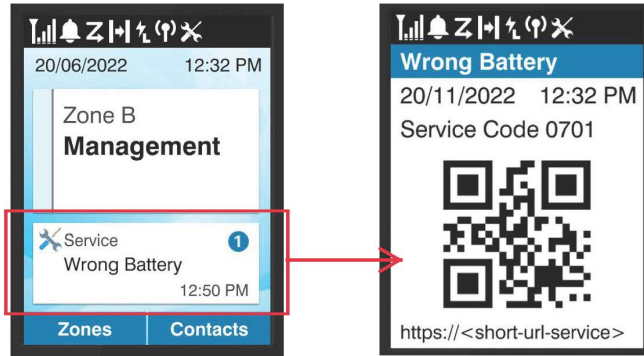 20/06/2022 12:32 PM
Zone B
Management
Service 1
Wrong Battery
12:50 PM
Zones Contacts
Wrong Battery
20/11/2022 12:32 PM
Service Code 0701
https://<short-url-service>